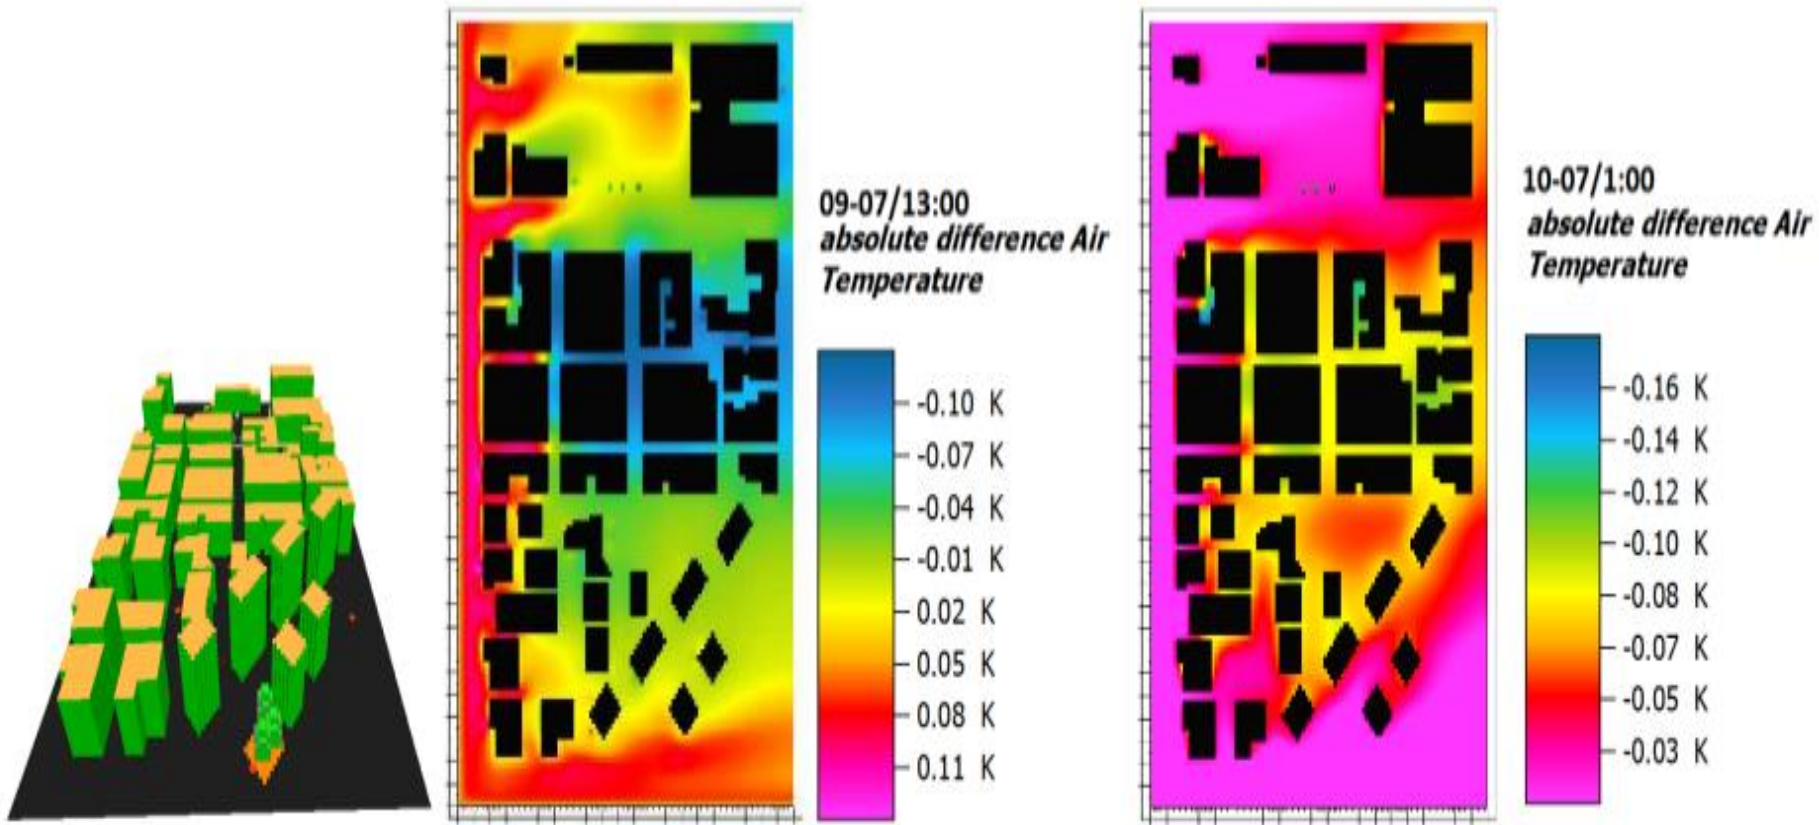 09-07/13:00
absolute difference Air
Temperature
-0.10 K
-0.07 K
-0.04 K
-0.01 K
0.02 K
0.05 K
0.08 K
0.11 K
10-07/1:00
absolute difference Air
Temperature
-0.16 K
-0.14 K
-0.12 K
-0.10 K
-0.08 K
-0.07 K
-0.05 K
-0.03 K